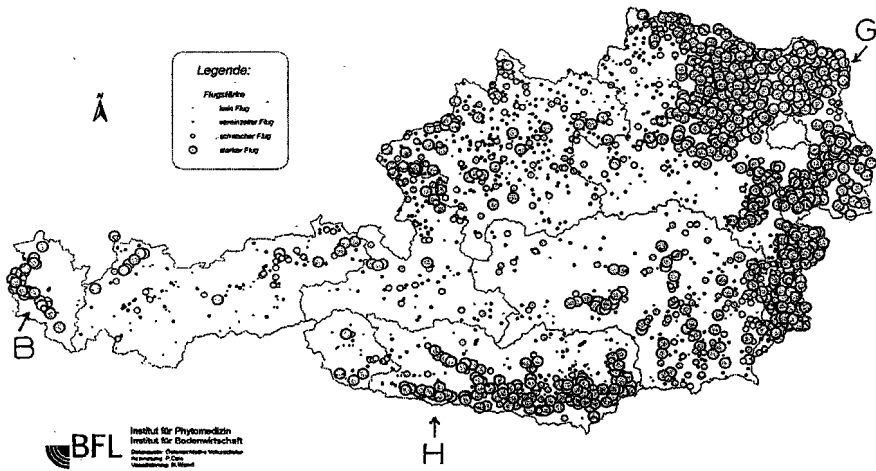 G
N
Legende:
Flugstärke
kein Flug
vereinzelter Flug
schwacher Flug
starker Flug
B
H
BFL
Institut für Phytomedizin
Institut für Bodenwirtschaft